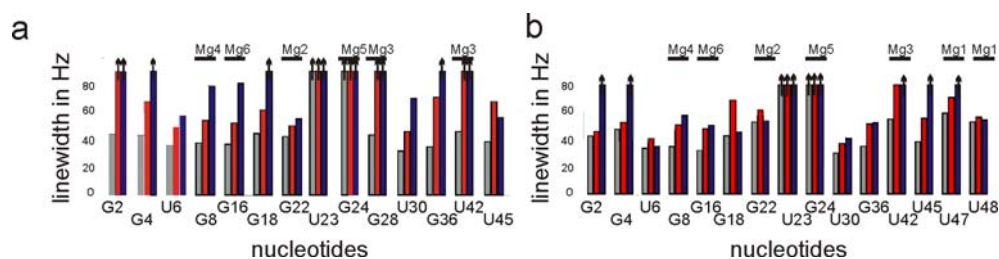 a
Mg4 Mg6 Mg2 Mg5 Mg3 Mg3
linewidth in Hz
80
60
40
20
0
G2 U6 G16 G22 G24 U30 U42
G4 G8 G18 U23 G28 G36 U45
nucleotides
b
Mg4 Mg6 Mg2 Mg5 Mg3 Mg1 Mg1
linewidth in Hz
80
60
40
20
0
G2 U6 G16 G22 G24 G36 U45 U48
G4 G8 G18 U23 U30 U42 U47
nucleotides